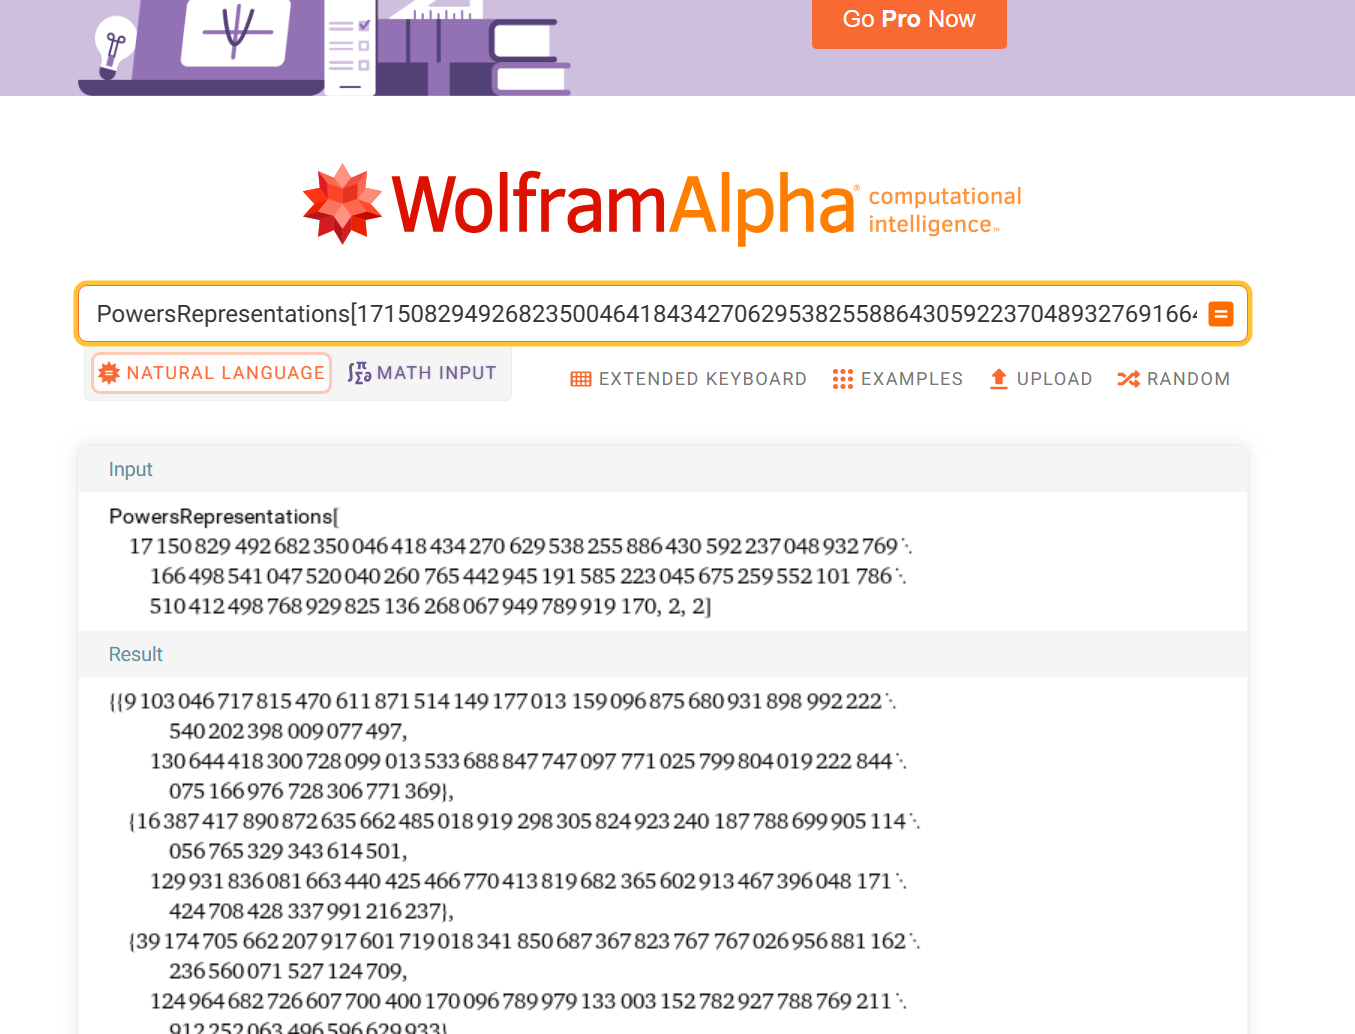 Go Pro Now
WolframAlpha® computational intelligence™
PowersRepresentations[17150829492682350046418434270629538255886430592237048932769166
NATURAL LANGUAGE
MATH INPUT
EXTENDED KEYBOARD
EXAMPLES
UPLOAD
RANDOM
Input
PowersRepresentations[
17 150 829 492 682 350 046 418 434 270 629 538 255 886 430 592 237 048 932 769⋱
166 498 541 047 520 040 260 765 442 945 191 585 223 045 675 259 552 101 786⋱
510 412 498 768 929 825 136 268 067 949 789 919 170, 2, 2]
Result
{{9 103 046 717 815 470 611 871 514 149 177 013 159 096 875 680 931 898 992 222⋱
540 202 398 009 077 497,
130 644 418 300 728 099 013 533 688 847 747 097 771 025 799 804 019 222 844⋱
075 166 976 728 306 771 369},
{16 387 417 890 872 635 662 485 018 919 298 305 824 923 240 187 788 699 905 114⋱
056 765 329 343 614 501,
129 931 836 081 663 440 425 466 770 413 819 682 365 602 913 467 396 048 171⋱
424 708 428 337 991 216 237},
{39 174 705 662 207 917 601 719 018 341 850 687 367 823 767 767 026 956 881 162⋱
236 560 071 527 124 709,
124 964 682 726 607 700 400 170 096 789 979 133 003 152 782 927 788 769 211⋱
912 252 063 496 596 629 933}